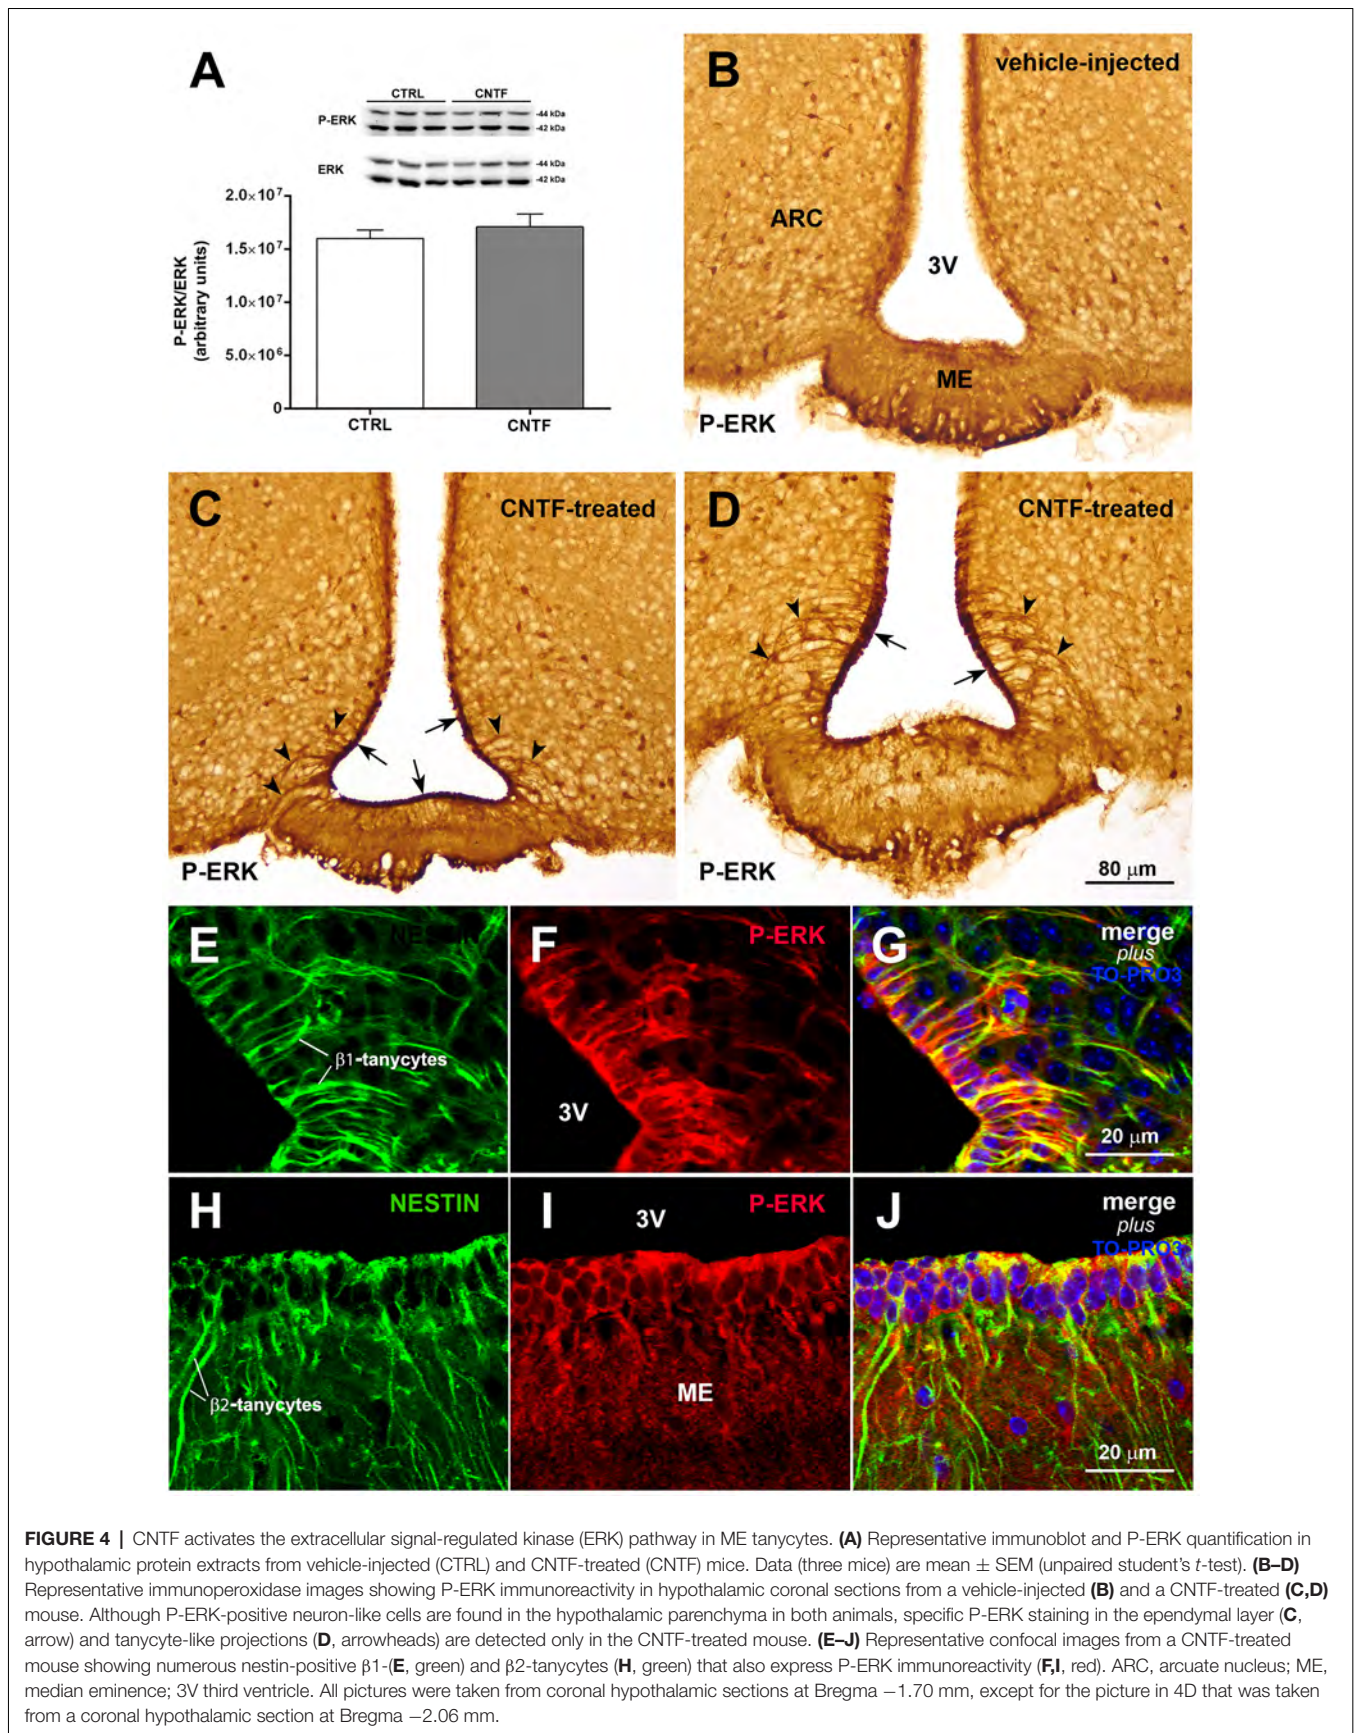 A
CTRL CNTF
P-ERK
-44 kDa
-42 kDa
ERK
-44 kDa
-42 kDa
P-ERK/ERK
(arbitrary units)
2.0×10⁷
1.5×10⁷
1.0×10⁷
5.0×10⁶
0
CTRL CNTF
B
vehicle-injected
ARC
3V
ME
P-ERK
C
CNTF-treated
P-ERK
D
CNTF-treated
P-ERK
80 μm
E
NESTIN
β1-tanycytes
F
P-ERK
3V
G
merge
plus
TO-PRO3
20 μm
H
NESTIN
β2-tanycytes
I
3V
P-ERK
ME
J
merge
plus
TO-PRO3
20 μm
FIGURE 4 | CNTF activates the extracellular signal-regulated kinase (ERK) pathway in ME tanycytes. (A) Representative immunoblot and P-ERK quantification in
hypothalamic protein extracts from vehicle-injected (CTRL) and CNTF-treated (CNTF) mice. Data (three mice) are mean ± SEM (unpaired student's t-test). (B–D)
Representative immunoperoxidase images showing P-ERK immunoreactivity in hypothalamic coronal sections from a vehicle-injected (B) and a CNTF-treated (C,D)
mouse. Although P-ERK-positive neuron-like cells are found in the hypothalamic parenchyma in both animals, specific P-ERK staining in the ependymal layer (C,
arrow) and tanycyte-like projections (D, arrowheads) are detected only in the CNTF-treated mouse. (E–J) Representative confocal images from a CNTF-treated
mouse showing numerous nestin-positive β1-(E, green) and β2-tanycytes (H, green) that also express P-ERK immunoreactivity (F,I, red). ARC, arcuate nucleus; ME,
median eminence; 3V third ventricle. All pictures were taken from coronal hypothalamic sections at Bregma −1.70 mm, except for the picture in 4D that was taken
from a coronal hypothalamic section at Bregma −2.06 mm.